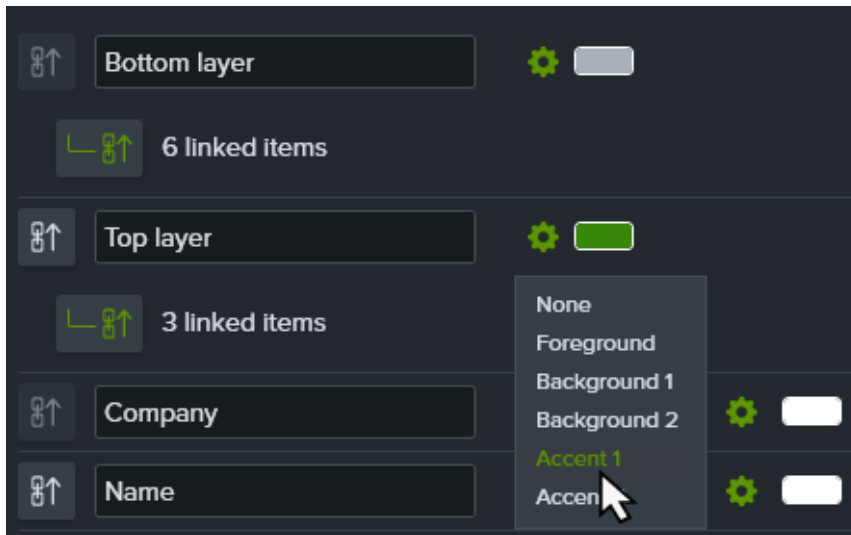 Bottom layer
6 linked items
Top layer
3 linked items
None
Foreground
Background 1
Background 2
Accent 1
Company
Name